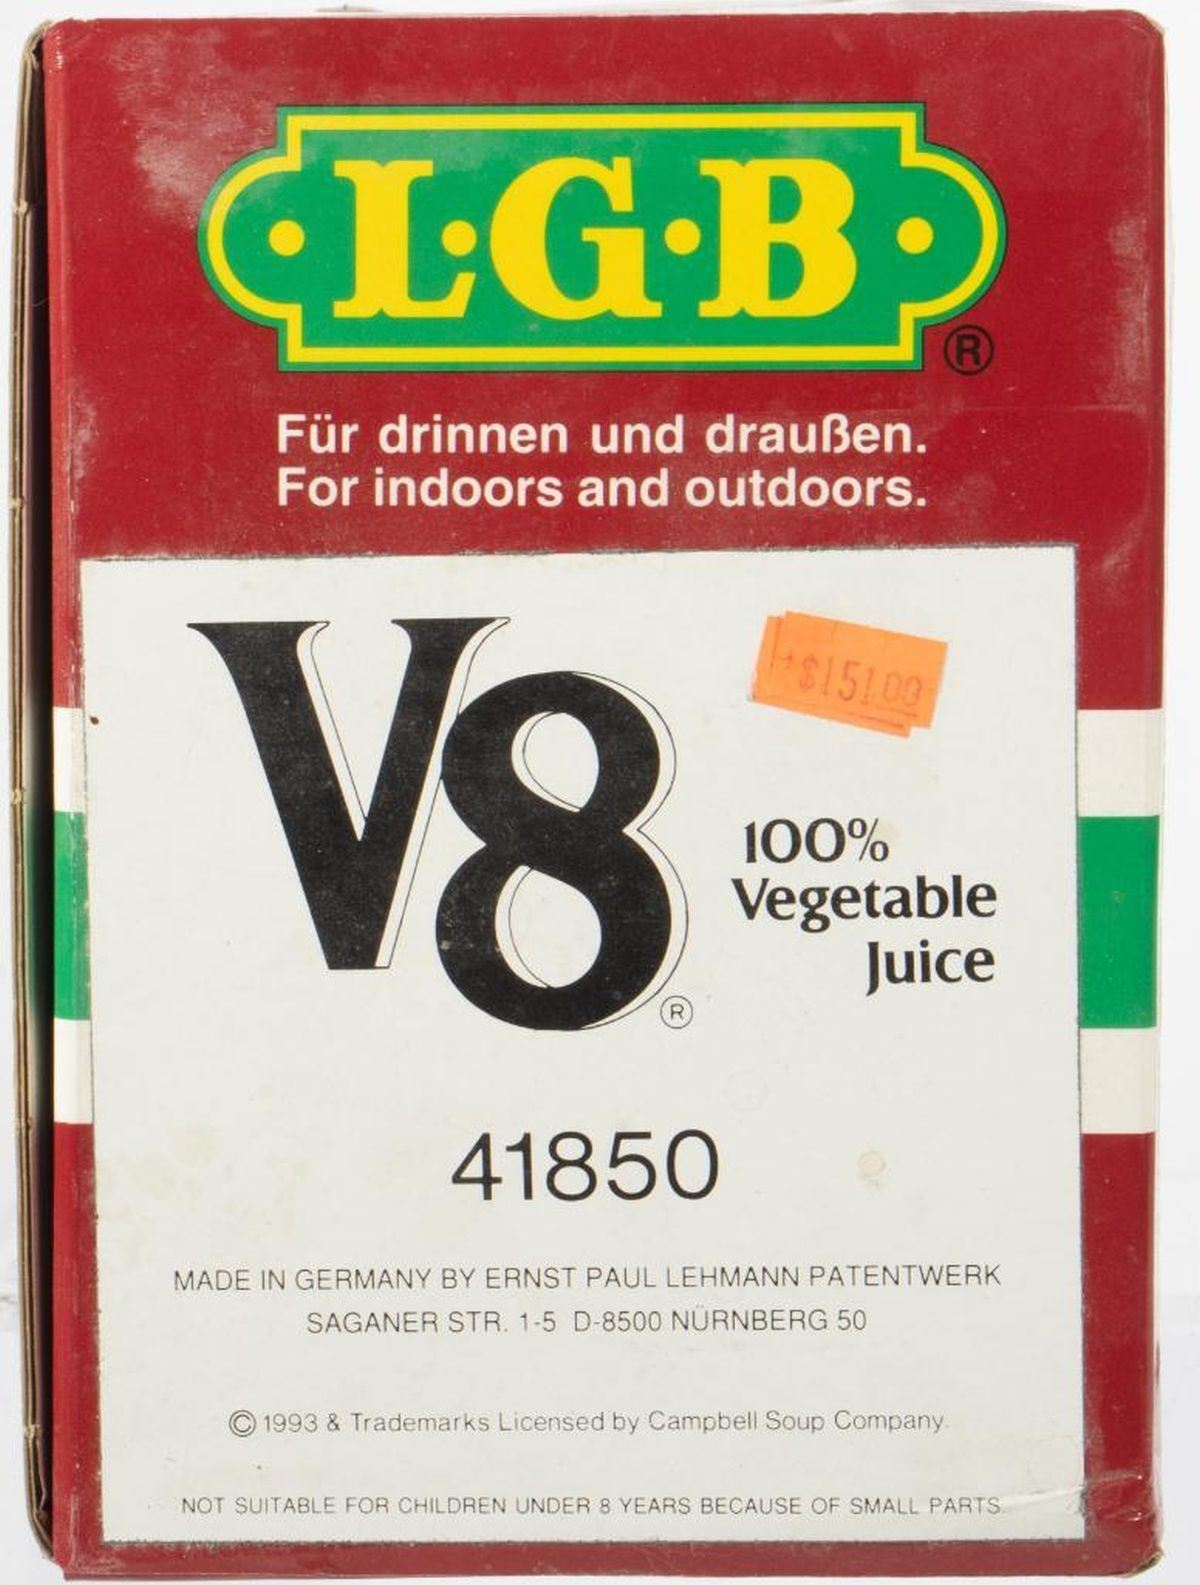 L·G·B
®
Für drinnen und draußen.
For indoors and outdoors.
$151.00
V8®
100%
Vegetable
Juice
41850
MADE IN GERMANY BY ERNST PAUL LEHMANN PATENTWERK
SAGANER STR. 1-5 D-8500 NÜRNBERG 50
© 1993 & Trademarks Licensed by Campbell Soup Company.
NOT SUITABLE FOR CHILDREN UNDER 8 YEARS BECAUSE OF SMALL PARTS.